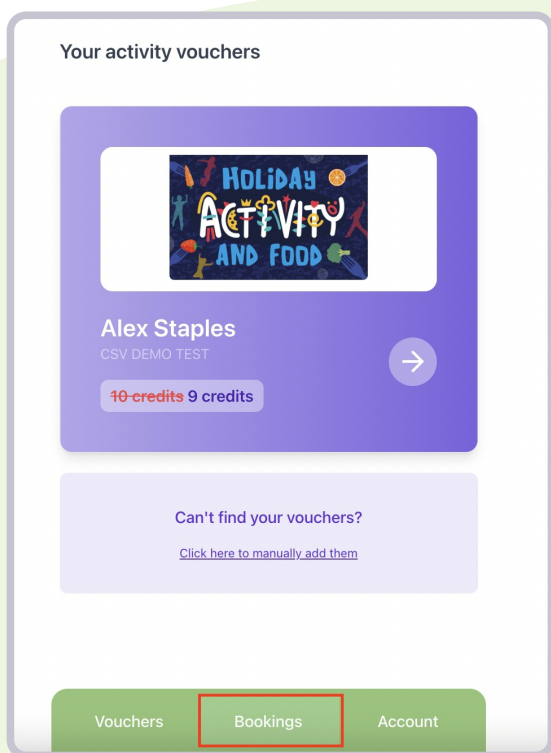 Your activity vouchers
HOLiDAY
ACTiViTY
AND FOOD
Alex Staples
CSV DEMO TEST
10 credits 9 credits
Can't find your vouchers?
Click here to manually add them
Vouchers Bookings Account